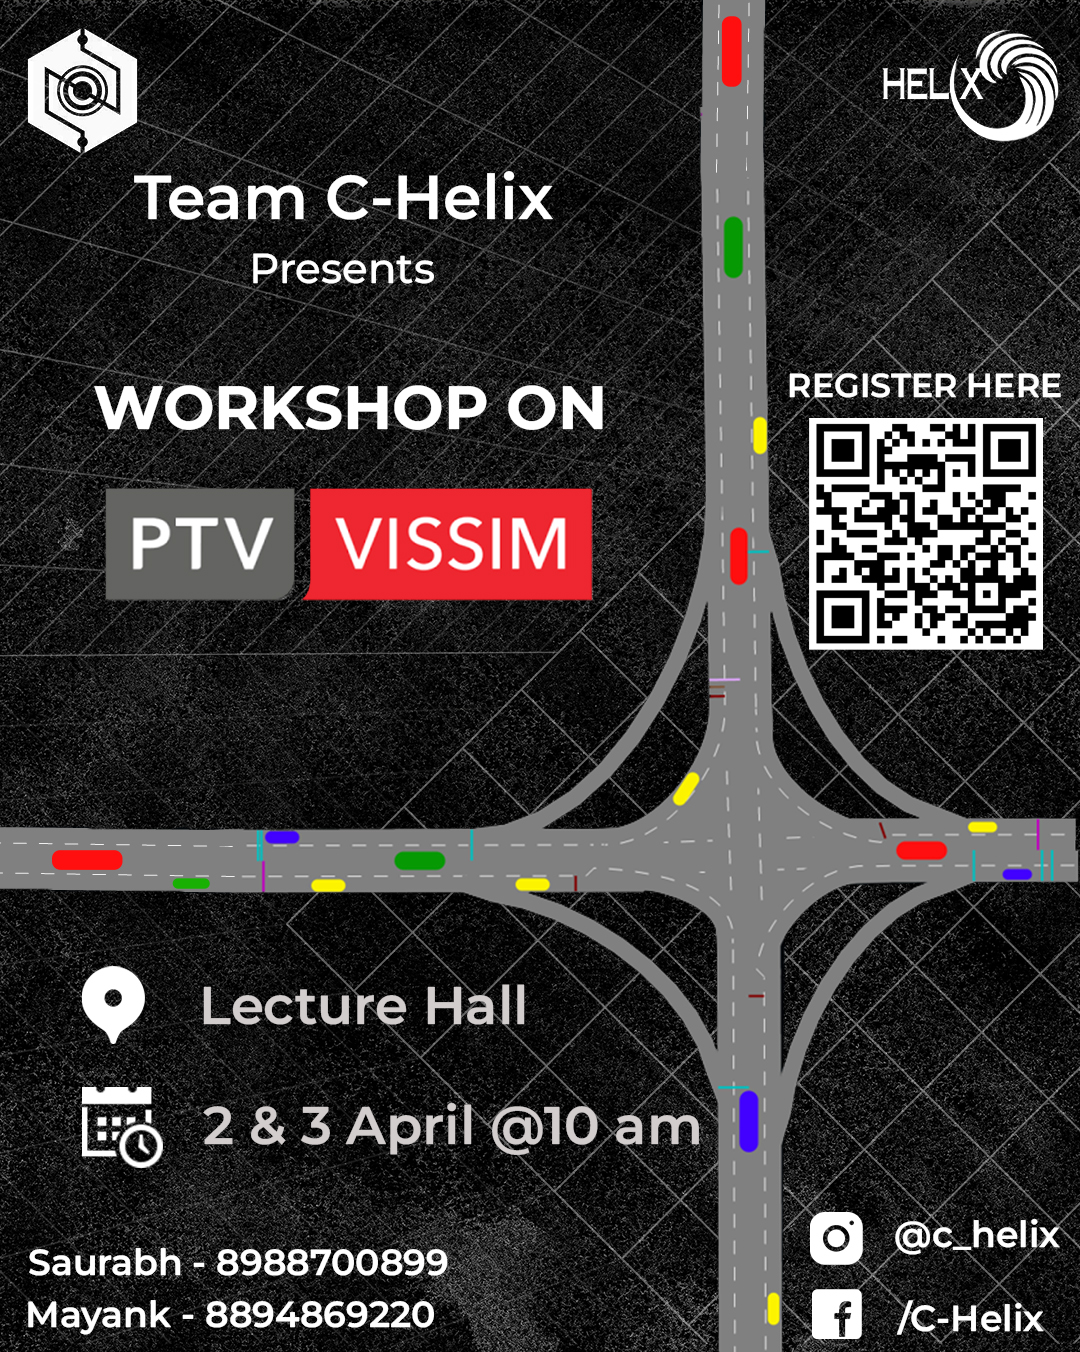 HELIX
Team C-Helix
Presents
WORKSHOP ON
PTV VISSIM
REGISTER HERE
Lecture Hall
2 & 3 April @10 am
Saurabh - 8988700899
Mayank - 8894869220
@c_helix
/C-Helix